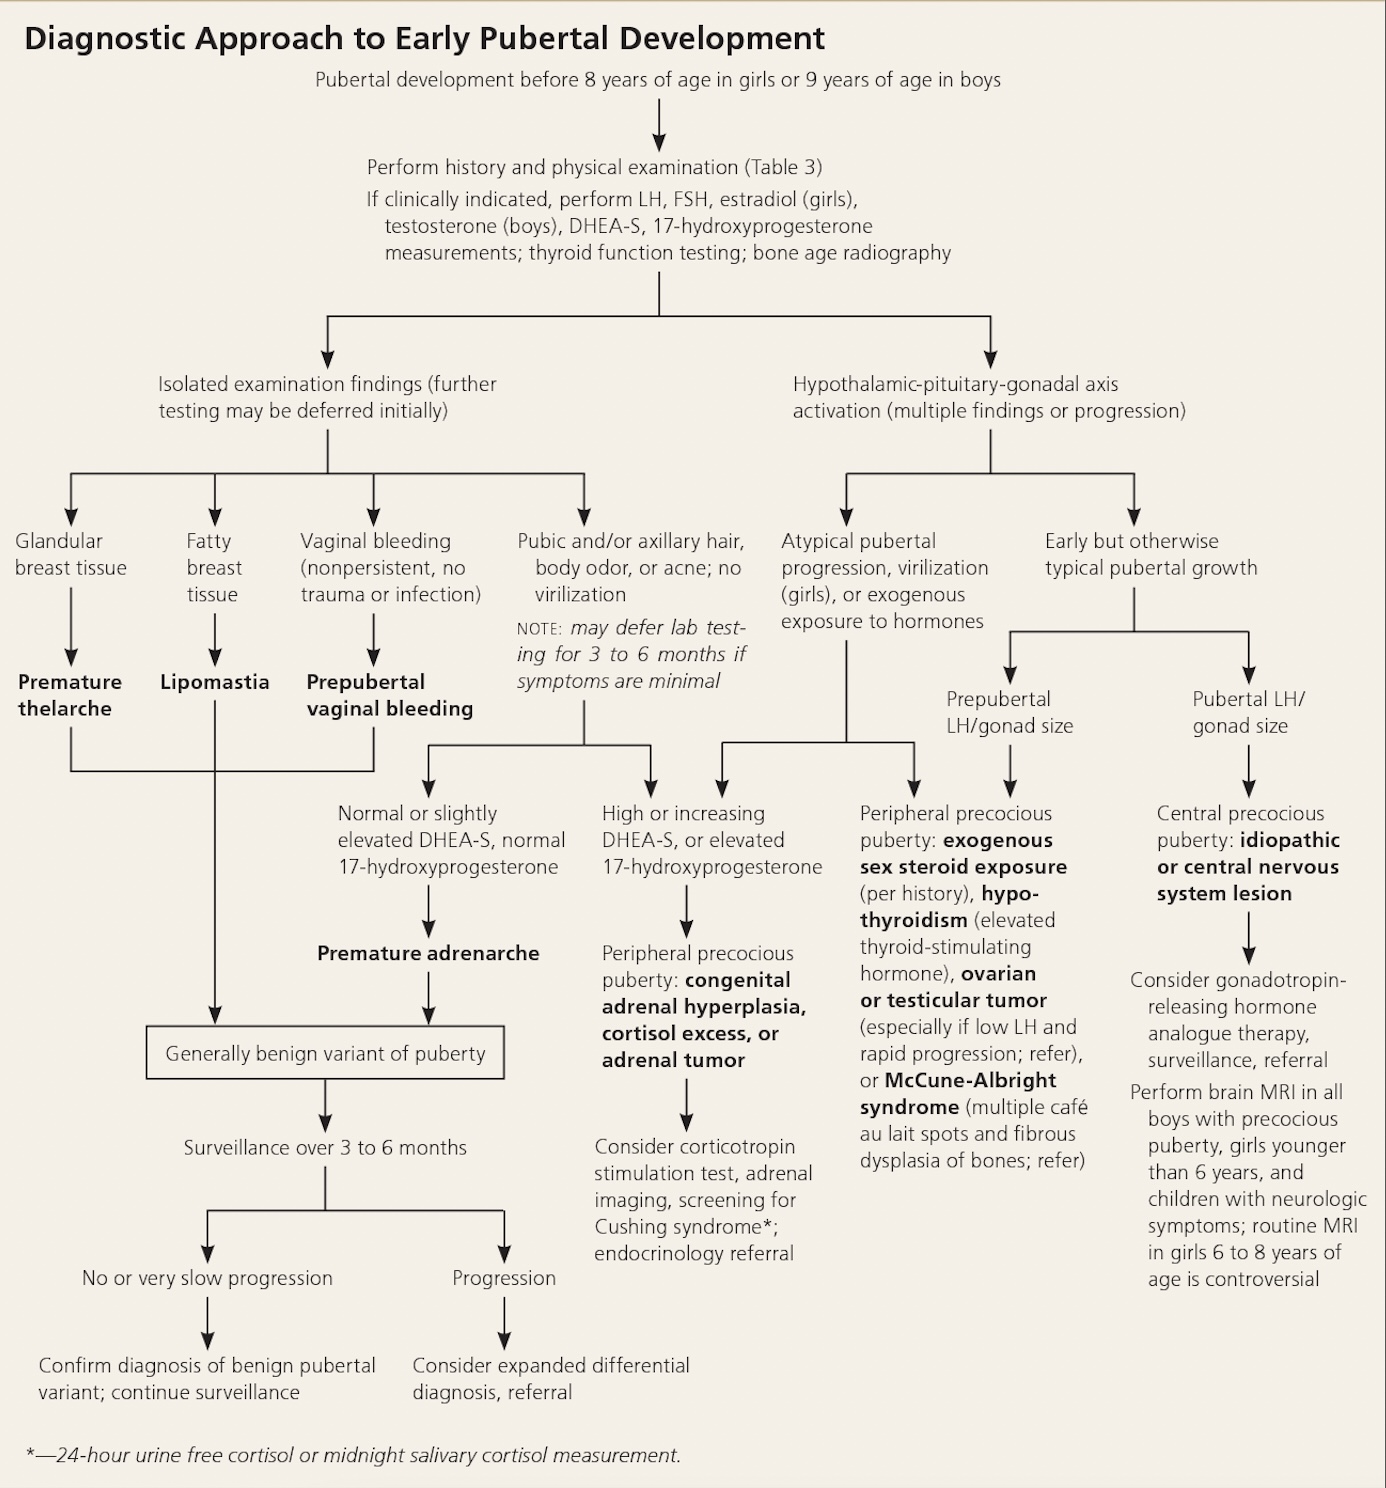 Diagnostic Approach to Early Pubertal Development
Pubertal development before 8 years of age in girls or 9 years of age in boys
Perform history and physical examination (Table 3)
If clinically indicated, perform LH, FSH, estradiol (girls),
testosterone (boys), DHEA-S, 17-hydroxyprogesterone
measurements; thyroid function testing; bone age radiography
Isolated examination findings (further
testing may be deferred initially)
Hypothalamic-pituitary-gonadal axis
activation (multiple findings or progression)
Glandular
breast tissue
Fatty
breast
tissue
Vaginal bleeding
(nonpersistent, no
trauma or infection)
Pubic and/or axillary hair,
body odor, or acne; no
virilization
NOTE: may defer lab test-
ing for 3 to 6 months if
symptoms are minimal
Atypical pubertal
progression, virilization
(girls), or exogenous
exposure to hormones
Early but otherwise
typical pubertal growth
Premature
thelarche
Lipomastia
Prepubertal
vaginal bleeding
Prepubertal
LH/gonad size
Pubertal LH/
gonad size
Normal or slightly
elevated DHEA-S, normal
17-hydroxyprogesterone
High or increasing
DHEA-S, or elevated
17-hydroxyprogesterone
Peripheral precocious
puberty: exogenous
sex steroid exposure
(per history), hypo-
thyroidism (elevated
thyroid-stimulating
hormone), ovarian
or testicular tumor
(especially if low LH and
rapid progression; refer),
or McCune-Albright
syndrome (multiple café
au lait spots and fibrous
dysplasia of bones; refer)
Central precocious
puberty: idiopathic
or central nervous
system lesion
Premature adrenarche
Peripheral precocious
puberty: congenital
adrenal hyperplasia,
cortisol excess, or
adrenal tumor
Consider gonadotropin-
releasing hormone
analogue therapy,
surveillance, referral
Perform brain MRI in all
boys with precocious
puberty, girls younger
than 6 years, and
children with neurologic
symptoms; routine MRI
in girls 6 to 8 years of
age is controversial
Generally benign variant of puberty
Surveillance over 3 to 6 months
Consider corticotropin
stimulation test, adrenal
imaging, screening for
Cushing syndrome*;
endocrinology referral
No or very slow progression
Progression
Confirm diagnosis of benign pubertal
variant; continue surveillance
Consider expanded differential
diagnosis, referral
*—24-hour urine free cortisol or midnight salivary cortisol measurement.